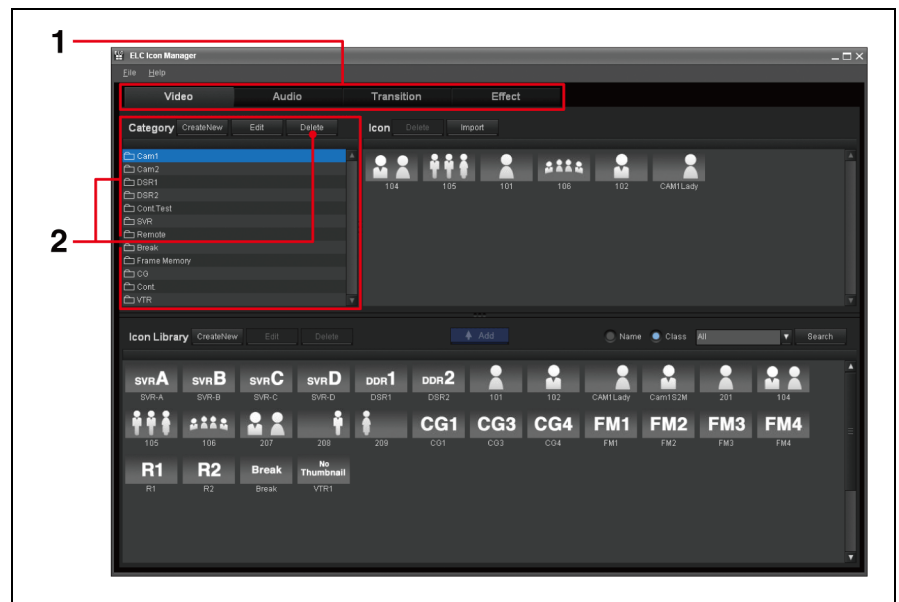 1
ELC Icon Manager
File Help
Video Audio Transition Effect
Category CreateNew Edit Delete Icon Delete Import
Cam1
Cam2
DSR1
DSR2
Cont.Test
SVR
Remote
Break
Frame Memory
CG
Cont.
VTR
104 105 101 106 102 CAM1Lady
2
Icon Library CreateNew Edit Delete Add Name Class All Search
SVRA SVRB SVRC SVRD DDR1 DDR2
SVR-A SVR-B SVR-C SVR-D DSR1 DSR2 101 102 CAM1Lady Cam1S2M 201 104
CG1 CG3 CG4 FM1 FM2 FM3 FM4
105 106 207 208 209 CG1 CG3 CG4 FM1 FM2 FM3 FM4
R1 R2 Break No Thumbnail
R1 R2 Break VTR1